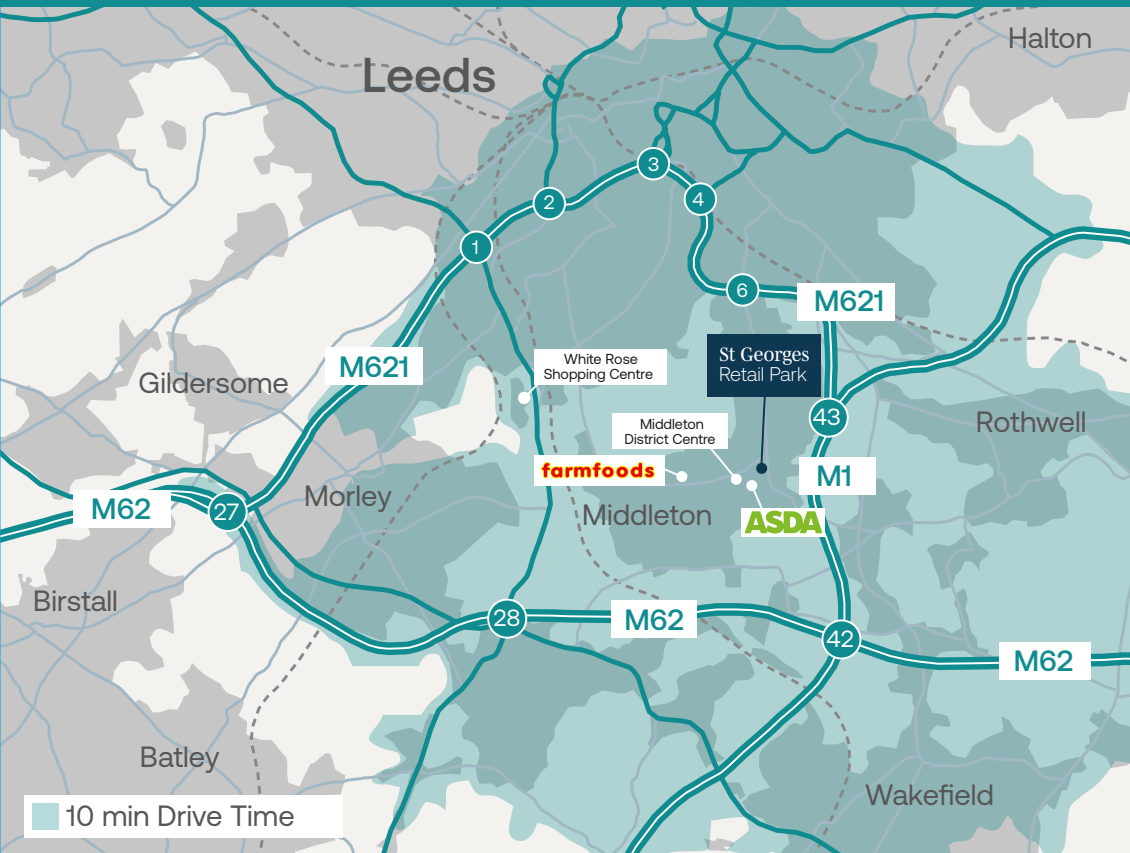 Halton
Leeds
3
2
4
1
6
M621
St Georges
Retail Park
White Rose
Shopping Centre
M621
Gildersome
43
Rothwell
Middleton
District Centre
farmfoods
M1
Morley
M62
27
Middleton
ASDA
Birstall
28
M62
42
M62
Batley
Wakefield
10 min Drive Time